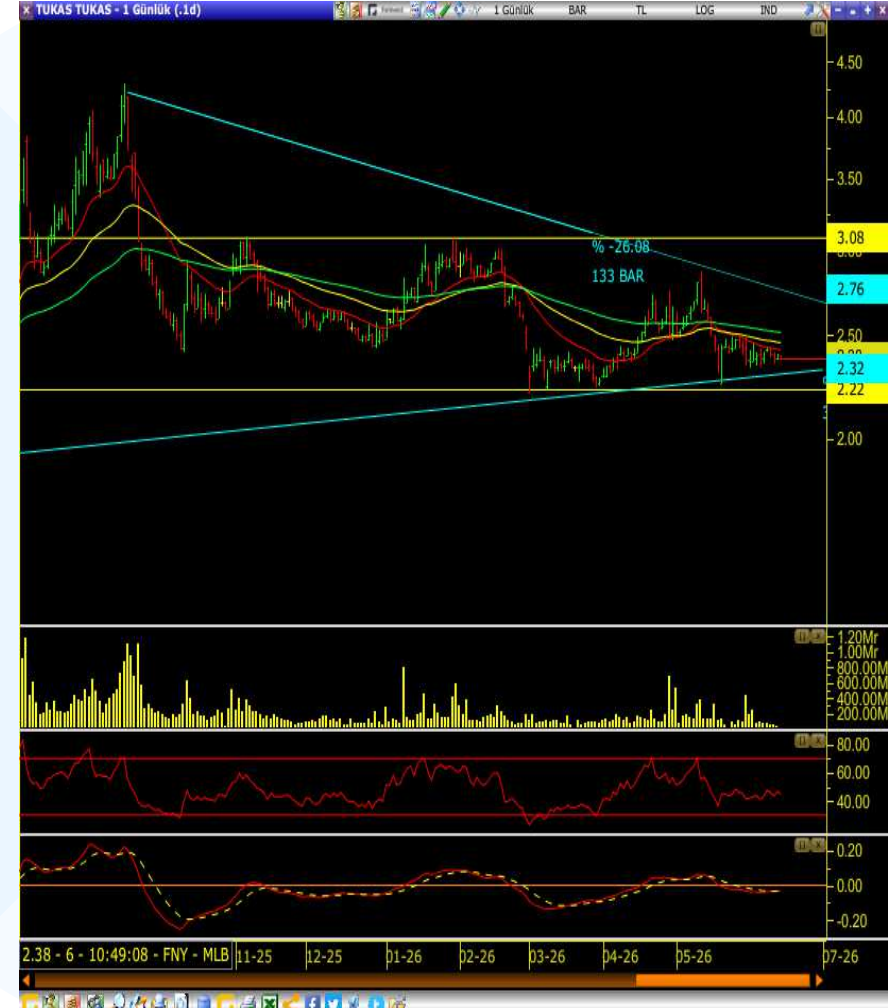 TUKAS TUKAS - 1 Günlük (.1d)
1 Günlük BAR TL LOG IND
4.50
4.00
3.50
3.08
3.00
% -26.08
133 BAR
2.76
2.50
2.38
2.32
2.22
2.00
1.20Mr
1.00Mr
800.00M
600.00M
400.00M
200.00M
80.00
60.00
40.00
0.20
0.00
-0.20
2.38 - 6 - 10:49:08 - FNY - MLB 11-25 12-25 01-26 02-26 03-26 04-26 05-26 07-26